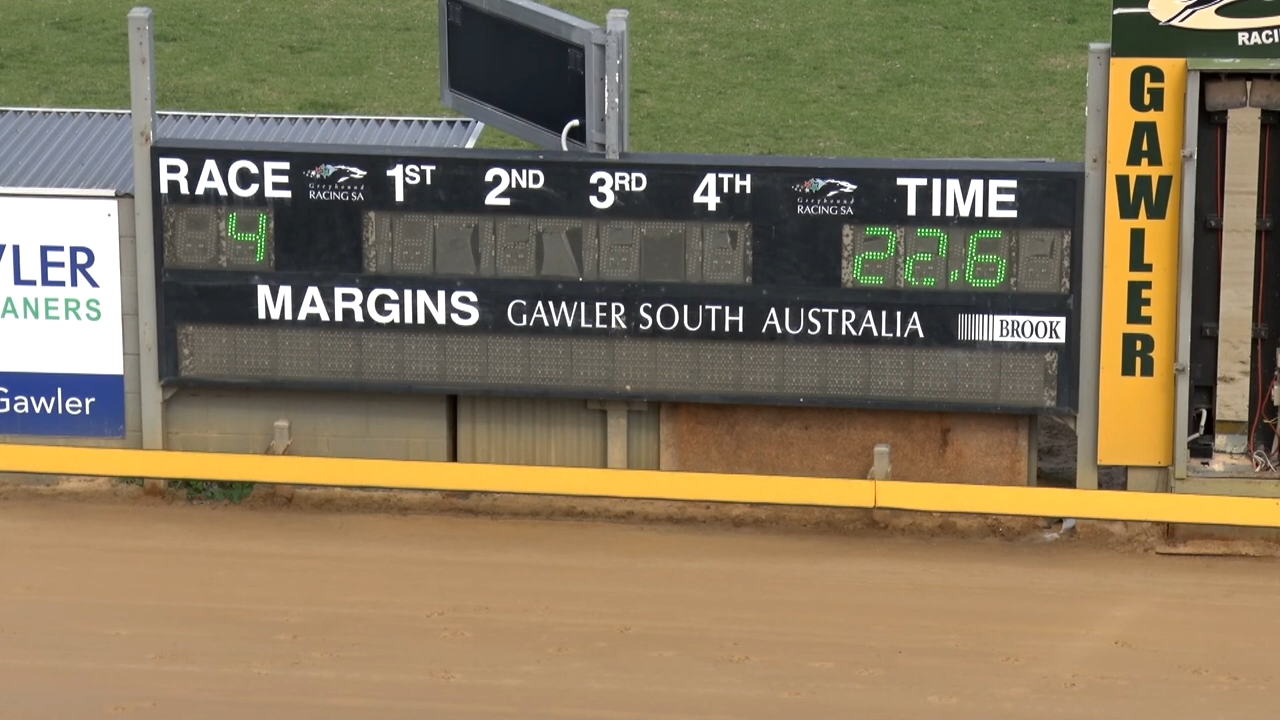 RACI
RACE
Greyhound
RACING SA
1ST
2ND
3RD
4TH
Greyhound
RACING SA
TIME
4
22.6
MARGINS
GAWLER SOUTH AUSTRALIA
BROOK
GAWLER
LER
ANERS
Gawler